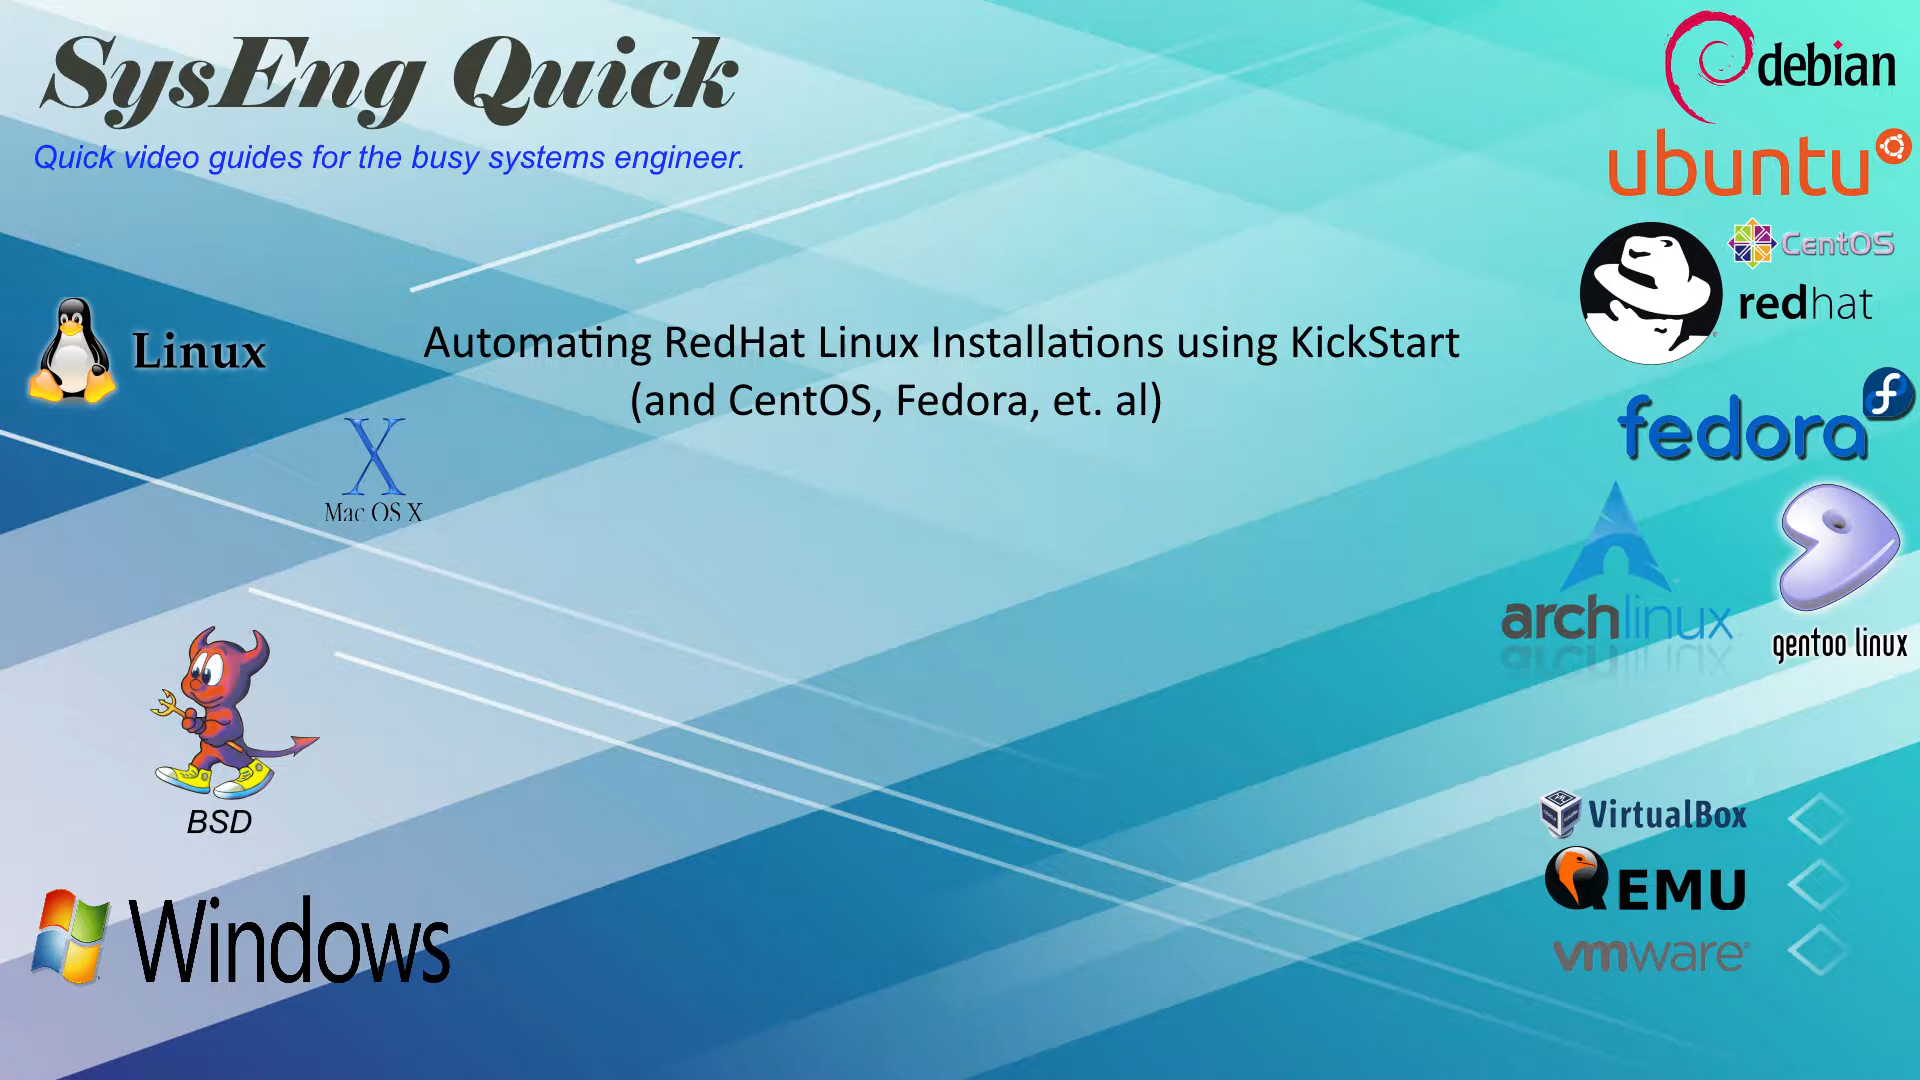 SysEng Quick
Quick video guides for the busy systems engineer.
debian
ubuntu
CentOS
redhat
Linux
Automating RedHat Linux Installations using KickStart
(and CentOS, Fedora, et. al)
fedora
Mac OS X
archlinux
gentoo linux
BSD
VirtualBox
QEMU
vmware
Windows